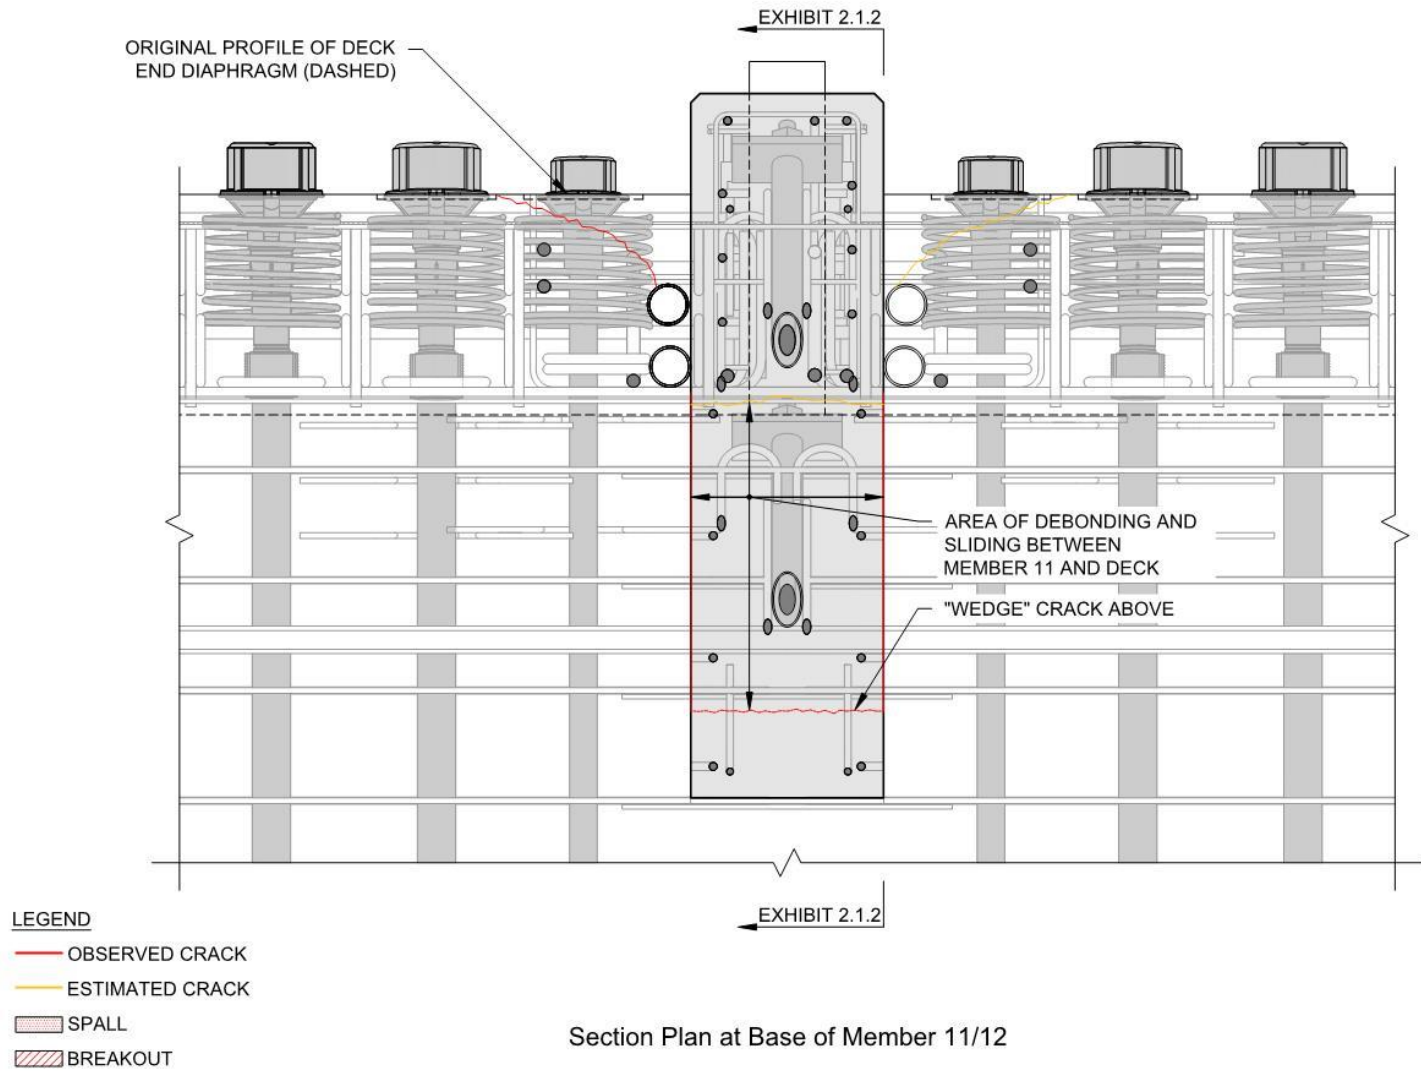 EXHIBIT 2.1.2
ORIGINAL PROFILE OF DECK
END DIAPHRAGM (DASHED)
AREA OF DEBONDING AND
SLIDING BETWEEN
MEMBER 11 AND DECK
"WEDGE" CRACK ABOVE
EXHIBIT 2.1.2
LEGEND
OBSERVED CRACK
ESTIMATED CRACK
SPALL
BREAKOUT
Section Plan at Base of Member 11/12